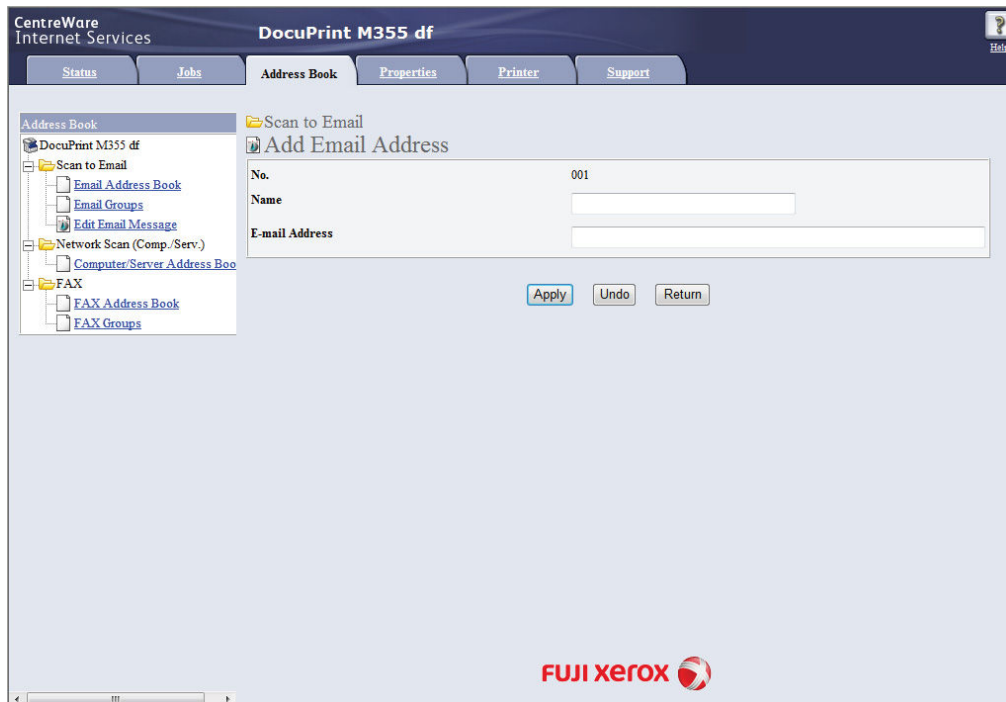 CentreWare
Internet Services
DocuPrint M355 df
Help
Status
Jobs
Address Book
Properties
Printer
Support
Address Book
DocuPrint M355 df
Scan to Email
Email Address Book
Email Groups
Edit Email Message
Network Scan (Comp./Serv.)
Computer/Server Address Boo
FAX
FAX Address Book
FAX Groups
Scan to Email
Add Email Address
No. 001
Name
E-mail Address
Apply Undo Return
FUJI xerox